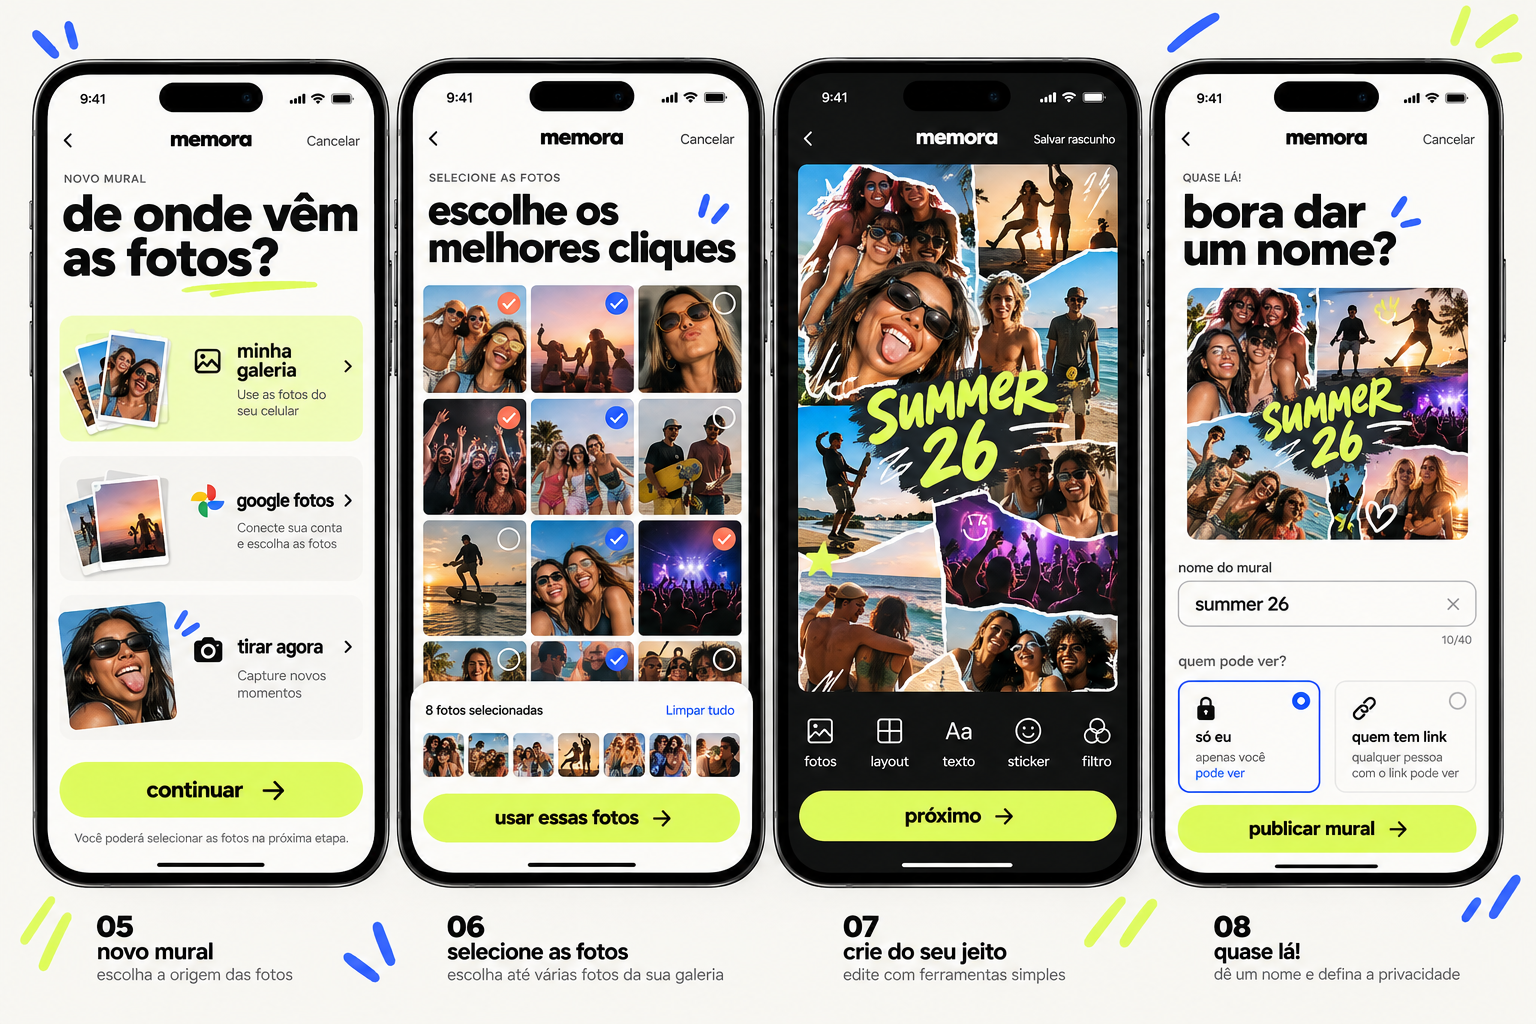 9:41
memora
Cancelar
NOVO MURAL
de onde vêm
as fotos?
minha
galeria
Use as fotos do
seu celular
google fotos
Conecte sua conta
e escolha as fotos
tirar agora
Capture novos
momentos
continuar
Você poderá selecionar as fotos na próxima etapa.
05
novo mural
escolha a origem das fotos
9:41
memora
Cancelar
SELECIONE AS FOTOS
escolhe os
melhores cliques
8 fotos selecionadas
Limpar tudo
usar essas fotos
06
selecione as fotos
escolha até várias fotos da sua galeria
9:41
memora
Salvar rascunho
SUMMER
26
fotos
layout
Aa
texto
sticker
filtro
próximo
07
crie do seu jeito
edite com ferramentas simples
9:41
memora
Cancelar
QUASE LÁ!
bora dar
um nome?
SUMMER
26
nome do mural
summer 26
10/40
quem pode ver?
só eu
apenas você
pode ver
quem tem link
qualquer pessoa
com o link pode ver
publicar mural
08
quase lá!
dê um nome e defina a privacidade